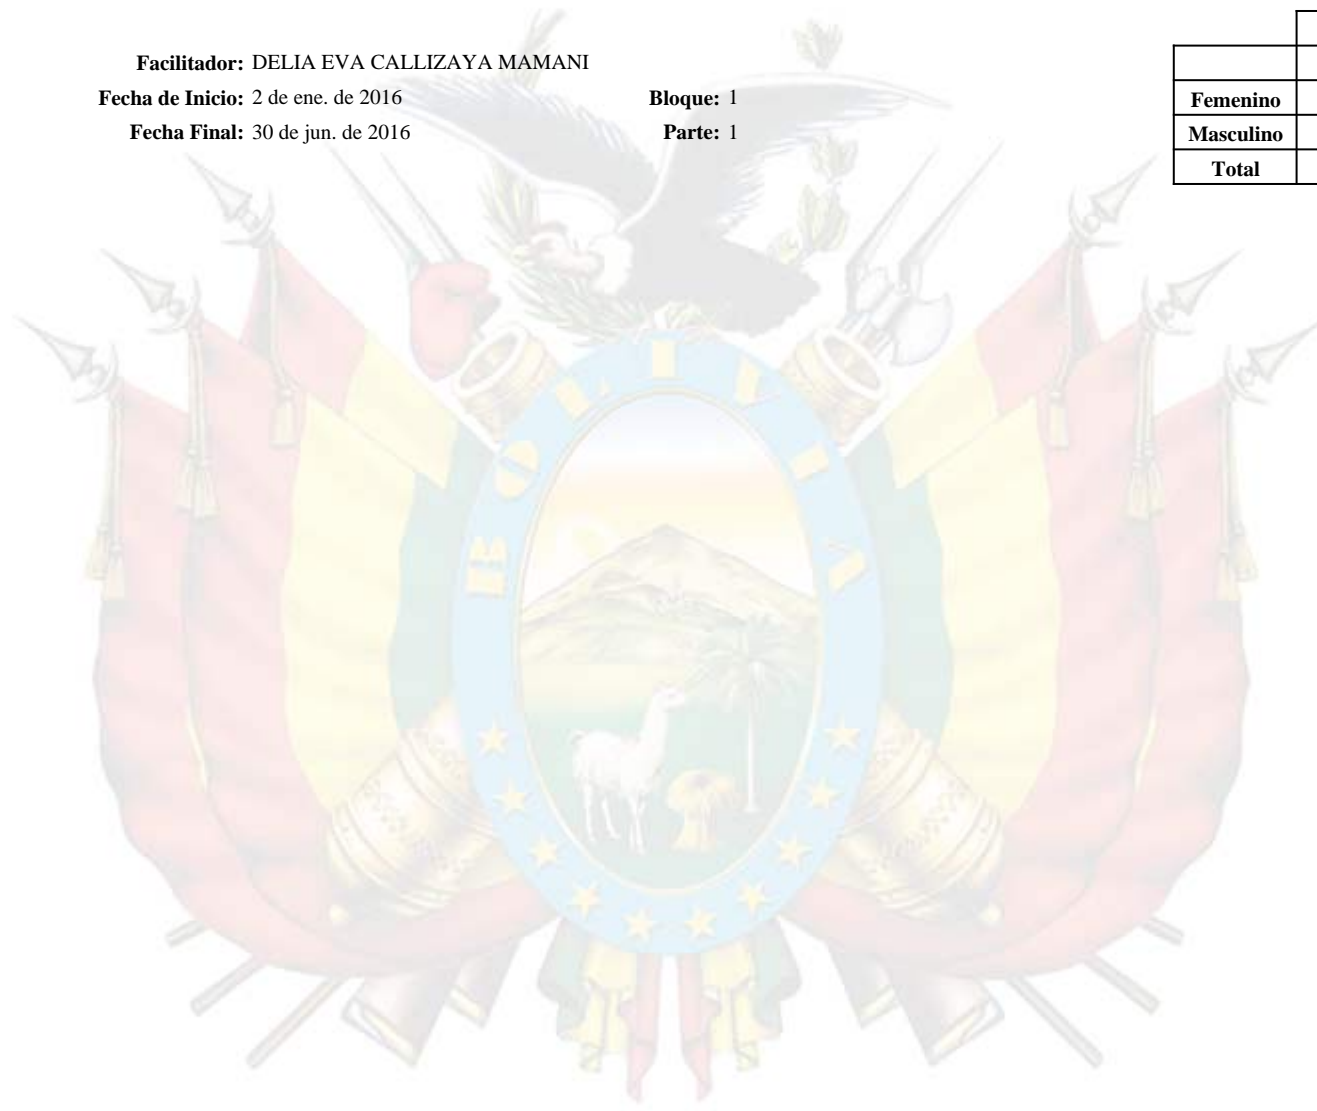 Facilitador: DELIA EVA CALLIZAYA MAMANI
Fecha de Inicio: 2 de ene. de 2016 Bloque: 1
Fecha Final: 30 de jun. de 2016 Parte: 1
Femenino
Masculino
Total
BOLIVIA